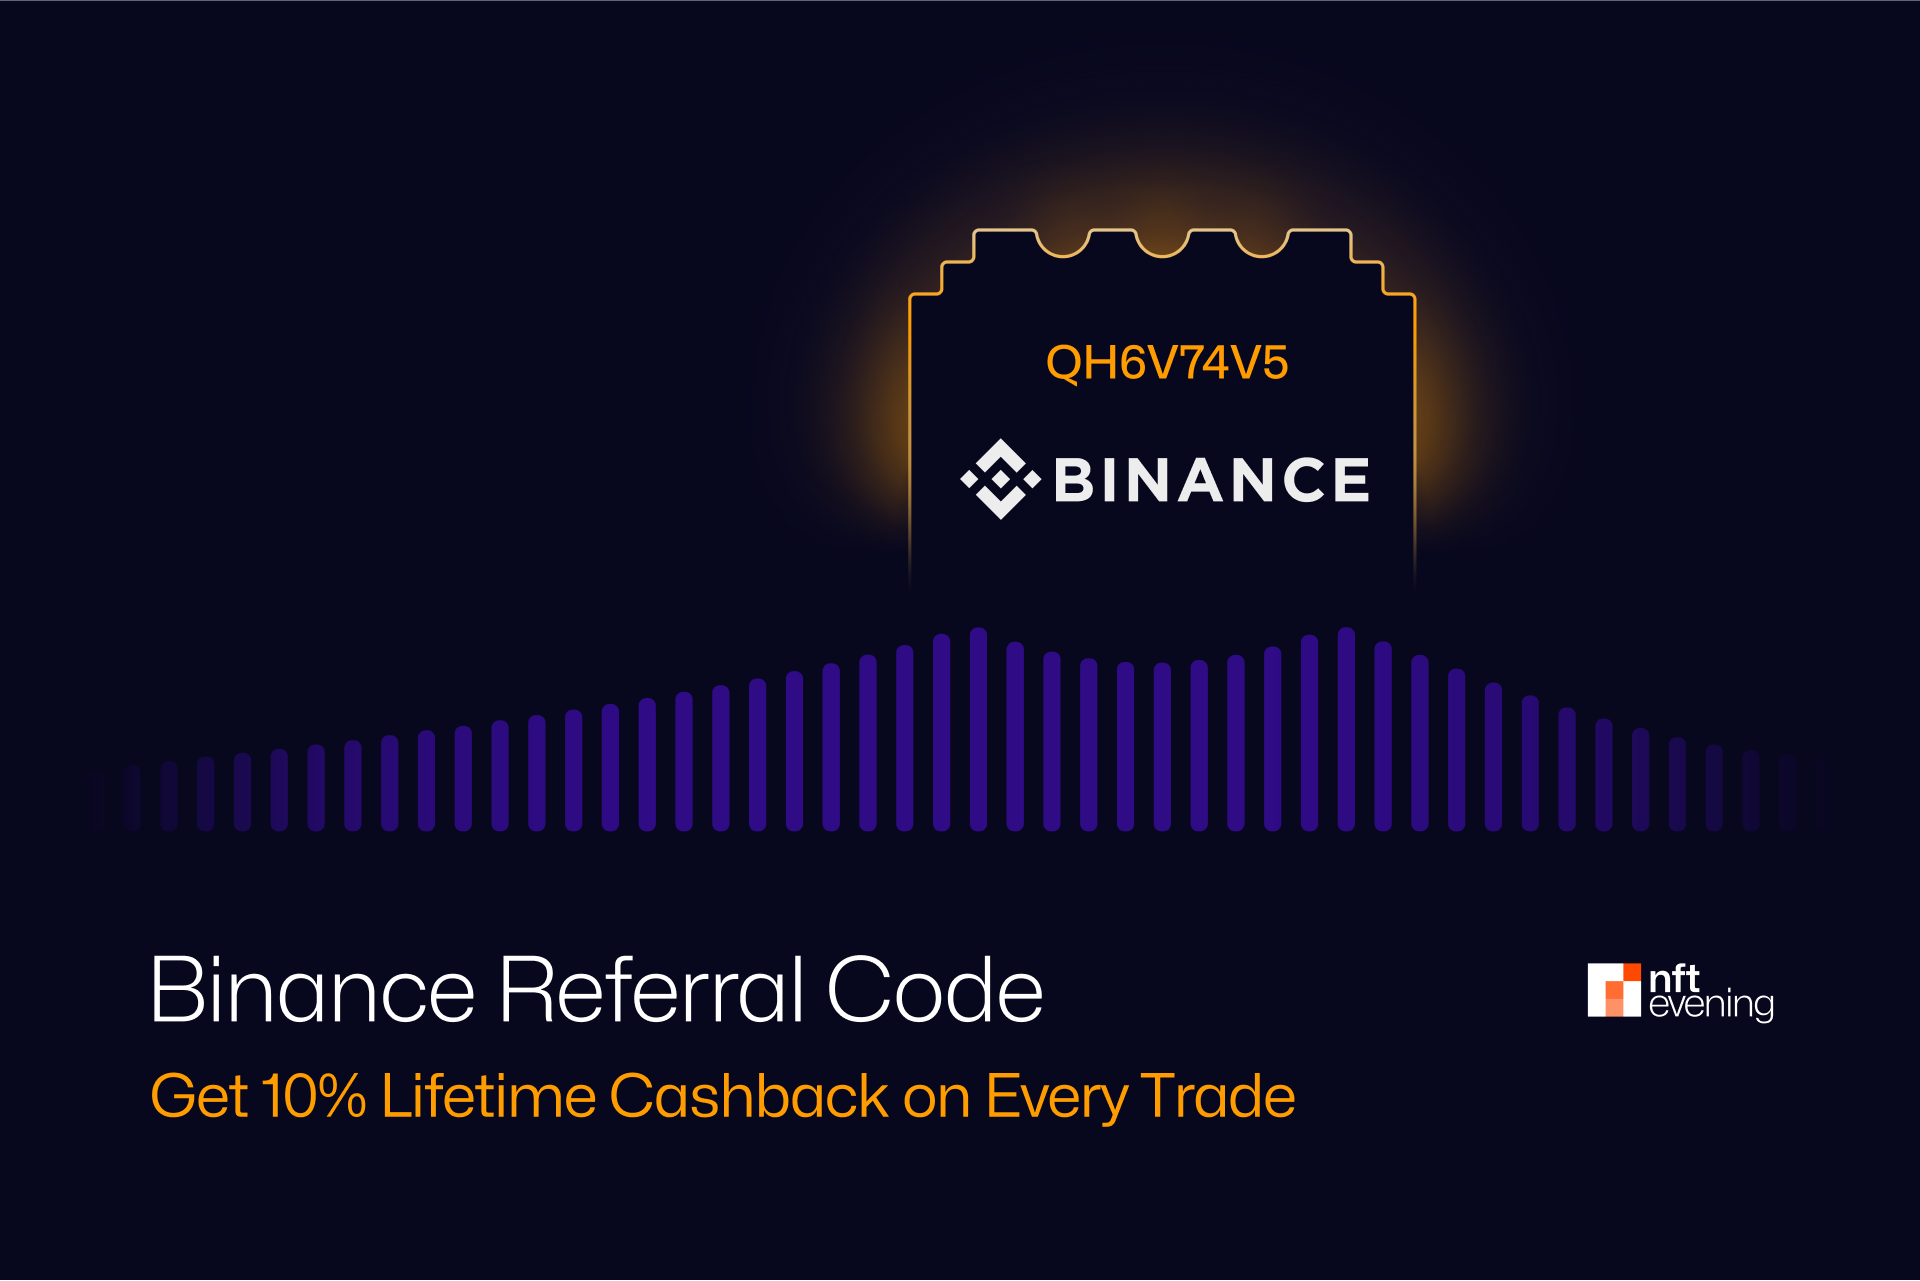 QH6V74V5
BINANCE
Binance Referral Code
nft
evening
Get 10% Lifetime Cashback on Every Trade